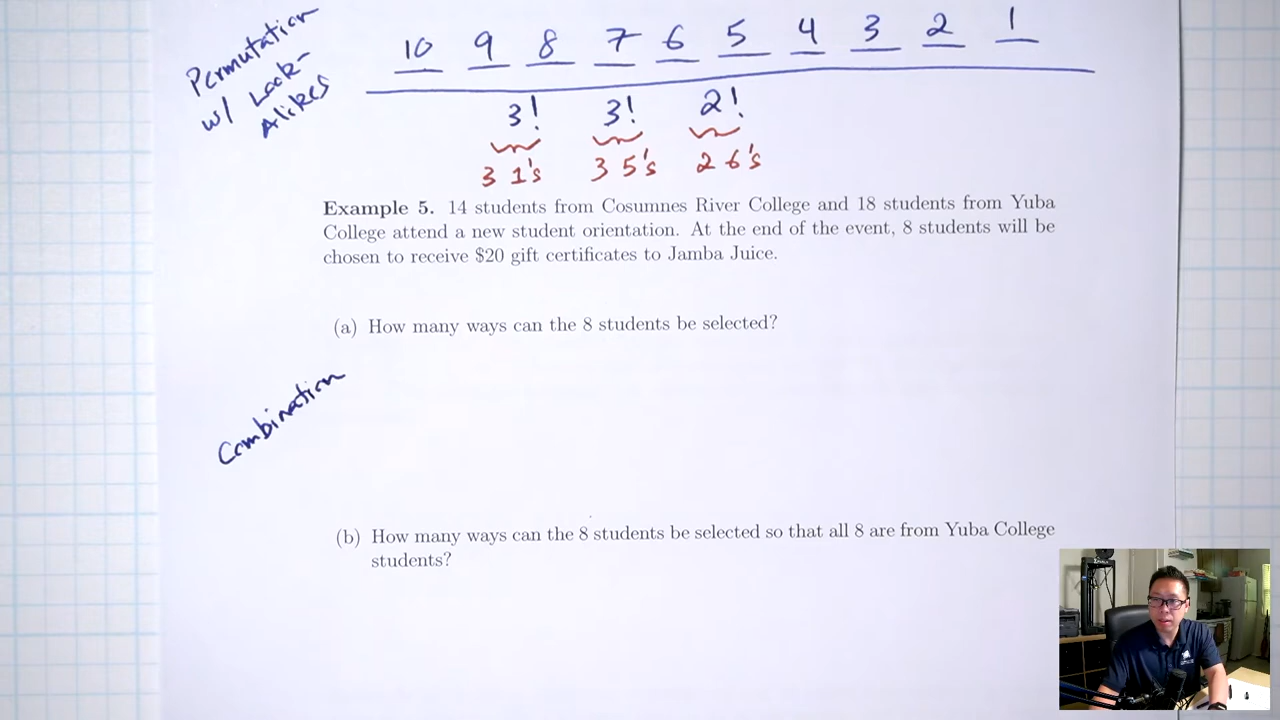 Permutation
w/ Look-
Alikes
10 9 8 7 6 5 4 3 2 1
3! 3! 2!
3 1's 3 5's 2 6's
Example 5. 14 students from Cosumnes River College and 18 students from Yuba
College attend a new student orientation. At the end of the event, 8 students will be
chosen to receive $20 gift certificates to Jamba Juice.
(a) How many ways can the 8 students be selected?
Combination
(b) How many ways can the 8 students be selected so that all 8 are from Yuba College
students?